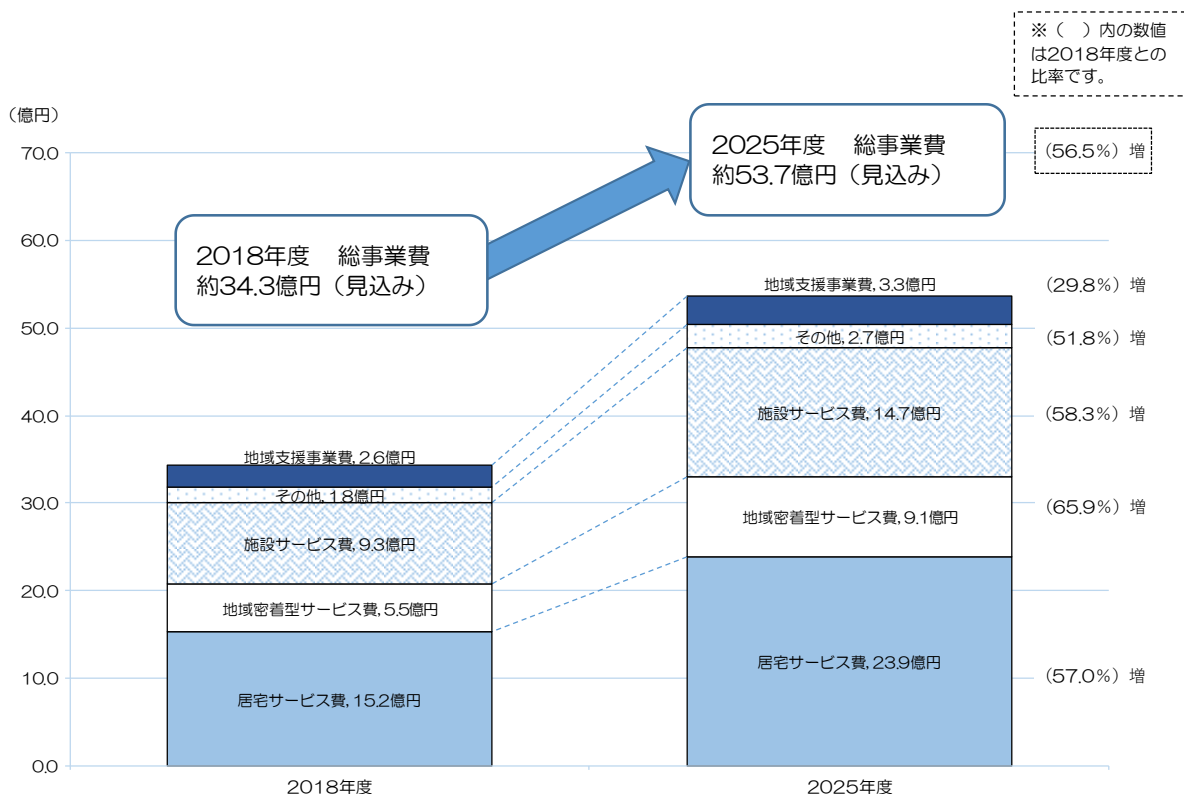 ※（　）内の数値
は2018年度との
比率です。
（億円）
70.0
60.0
50.0
40.0
30.0
20.0
10.0
0.0
2018年度　総事業費
約34.3億円（見込み）
2025年度　総事業費
約53.7億円（見込み）
（56.5%）増
地域支援事業費, 3.3億円
（29.8%）増
その他, 2.7億円
（51.8%）増
施設サービス費, 14.7億円
（58.3%）増
地域密着型サービス費, 9.1億円
（65.9%）増
居宅サービス費, 23.9億円
（57.0%）増
地域支援事業費, 2.6億円
その他, 1.8億円
施設サービス費, 9.3億円
地域密着型サービス費, 5.5億円
居宅サービス費, 15.2億円
2018年度
2025年度